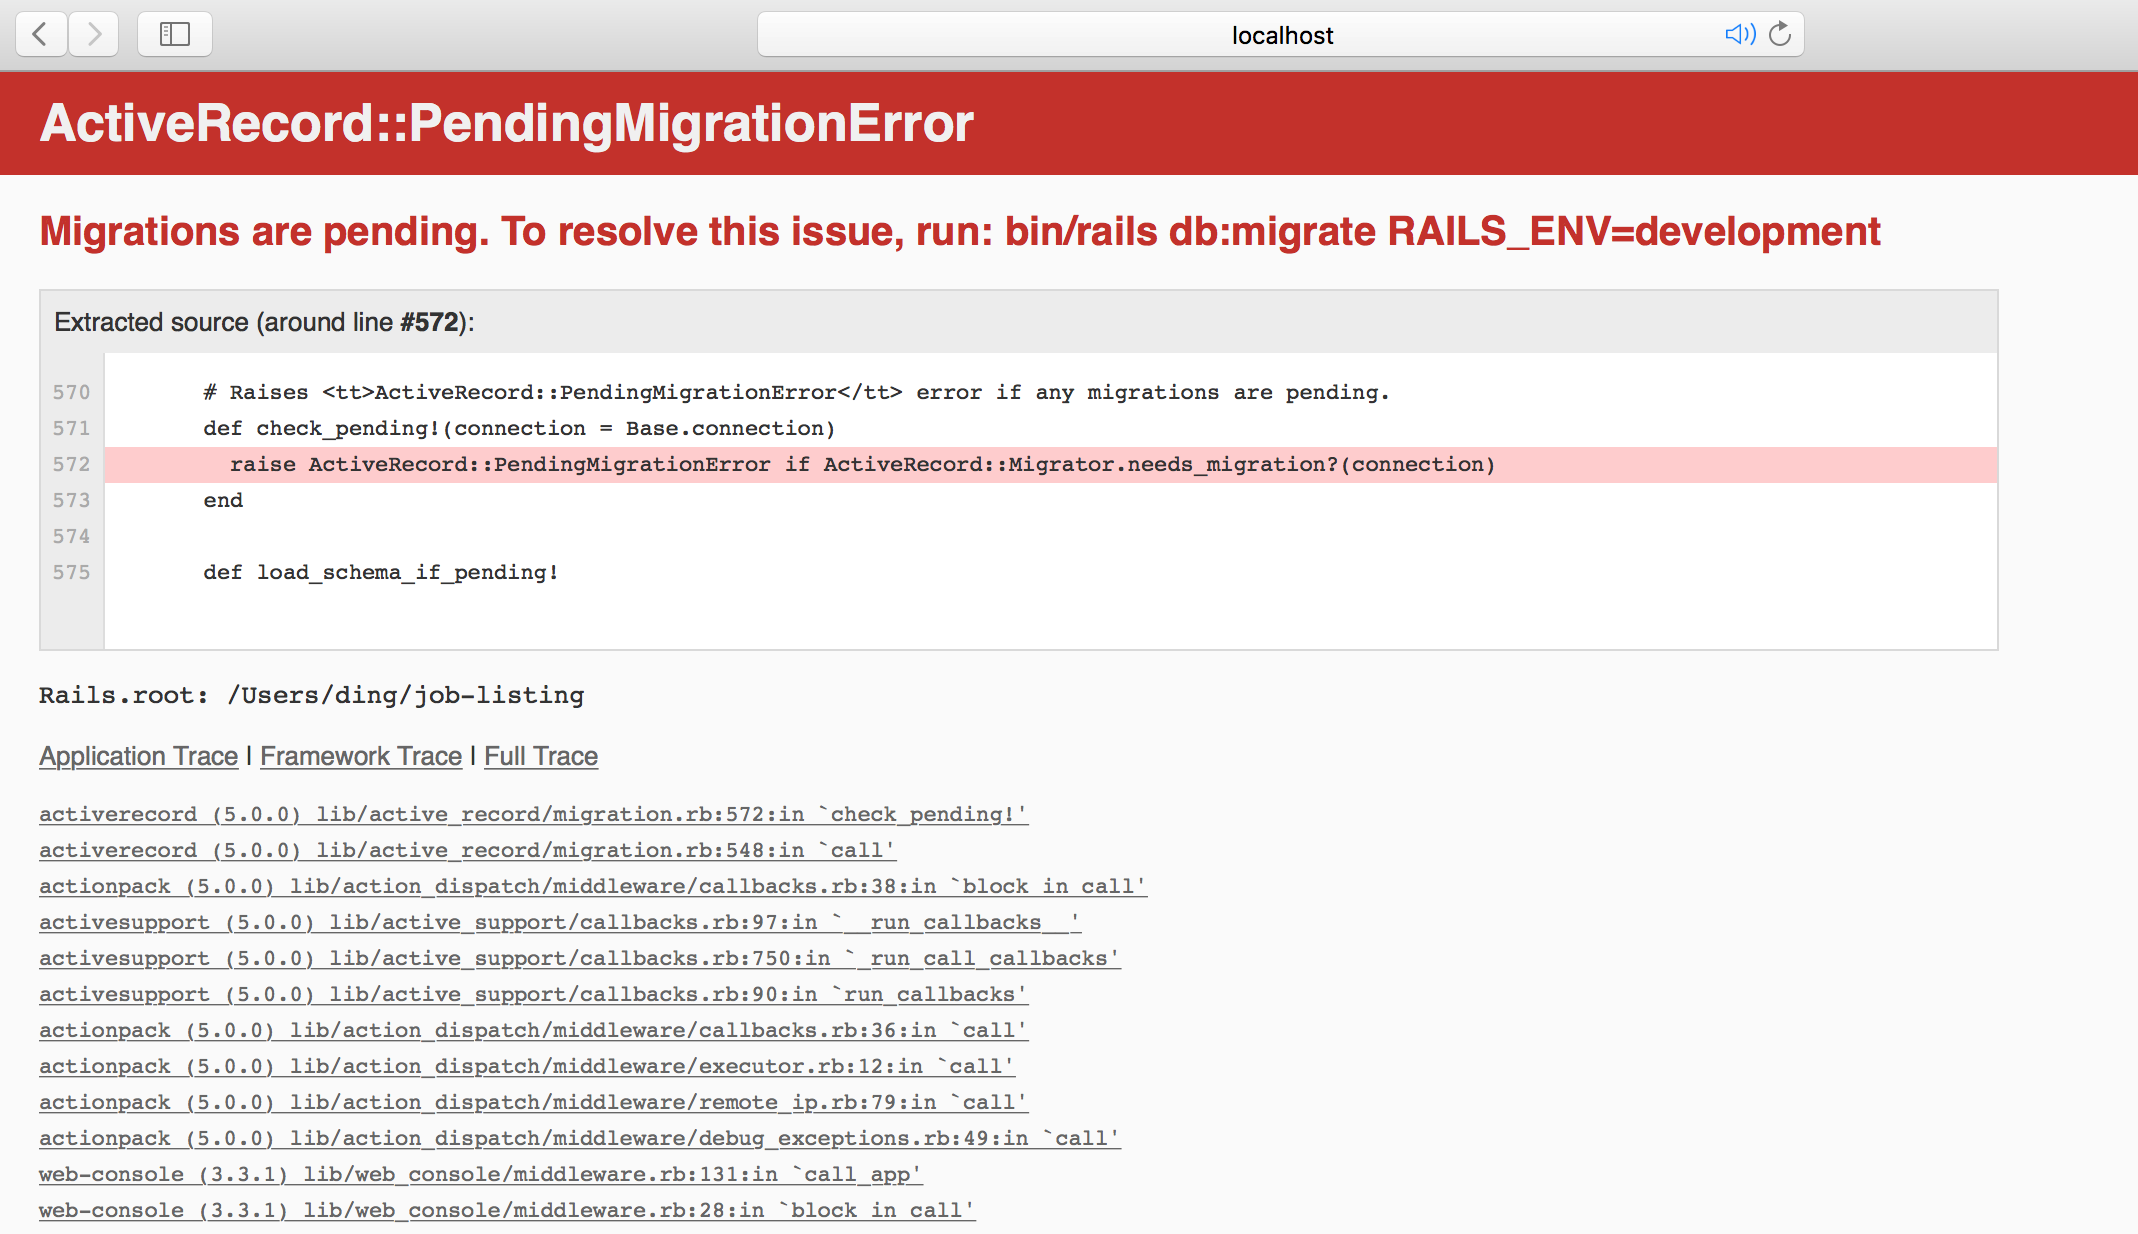 localhost
ActiveRecord::PendingMigrationError
Migrations are pending. To resolve this issue, run: bin/rails db:migrate RAILS_ENV=development
Extracted source (around line #572):
570 # Raises <tt>ActiveRecord::PendingMigrationError</tt> error if any migrations are pending.
571 def check_pending!(connection = Base.connection)
572 raise ActiveRecord::PendingMigrationError if ActiveRecord::Migrator.needs_migration?(connection)
573 end
574
575 def load_schema_if_pending!
Rails.root: /Users/ding/job-listing
Application Trace | Framework Trace | Full Trace
activerecord (5.0.0) lib/active_record/migration.rb:572:in `check_pending!'
activerecord (5.0.0) lib/active_record/migration.rb:548:in `call'
actionpack (5.0.0) lib/action_dispatch/middleware/callbacks.rb:38:in `block in call'
activesupport (5.0.0) lib/active_support/callbacks.rb:97:in `__run_callbacks__'
activesupport (5.0.0) lib/active_support/callbacks.rb:750:in `_run_call_callbacks'
activesupport (5.0.0) lib/active_support/callbacks.rb:90:in `run_callbacks'
actionpack (5.0.0) lib/action_dispatch/middleware/callbacks.rb:36:in `call'
actionpack (5.0.0) lib/action_dispatch/middleware/executor.rb:12:in `call'
actionpack (5.0.0) lib/action_dispatch/middleware/remote_ip.rb:79:in `call'
actionpack (5.0.0) lib/action_dispatch/middleware/debug_exceptions.rb:49:in `call'
web-console (3.3.1) lib/web_console/middleware.rb:131:in `call_app'
web-console (3.3.1) lib/web_console/middleware.rb:28:in `block in call'